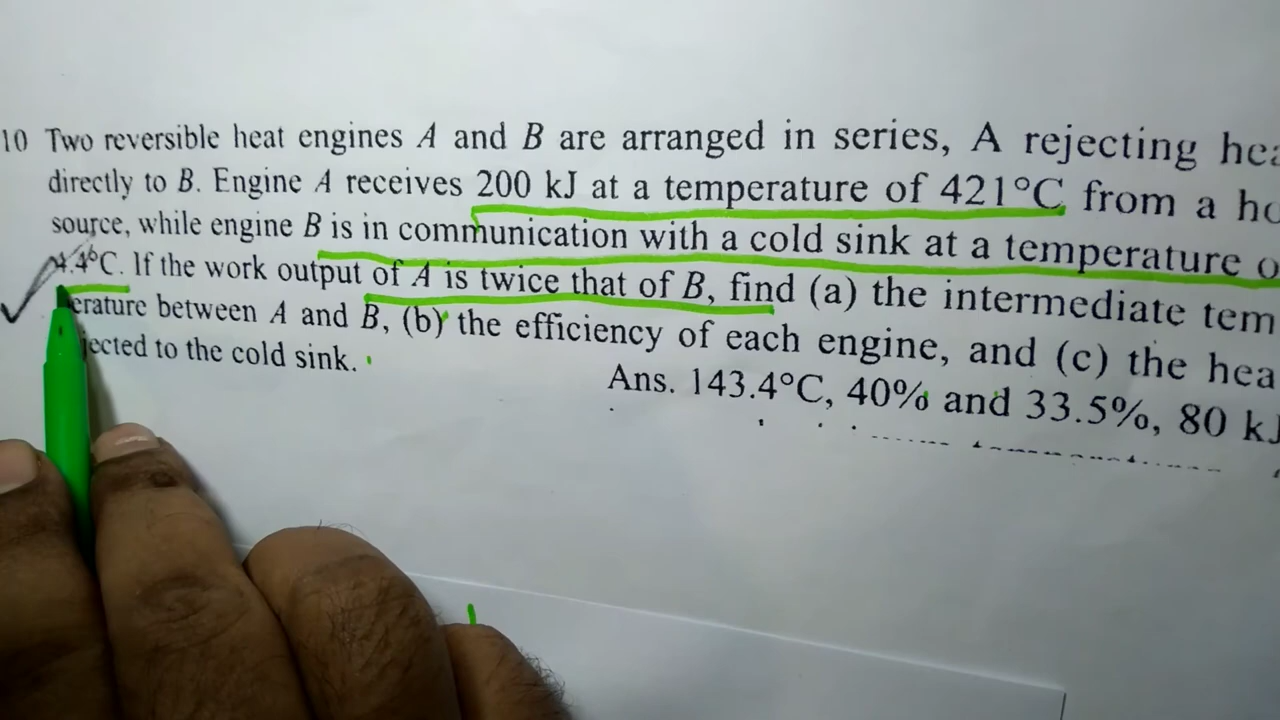 10 Two reversible heat engines A and B are arranged in series, A rejecting
directly to B. Engine A receives 200 kJ at a temperature of 421°C from a
source, while engine B is in communication with a cold sink at a temperature
4.4°C. If the work output of A is twice that of B, find (a) the intermediate tem
erature between A and B, (b) the efficiency of each engine, and (c) the
jected to the cold sink.
Ans. 143.4°C, 40% and 33.5%, 80 kJ